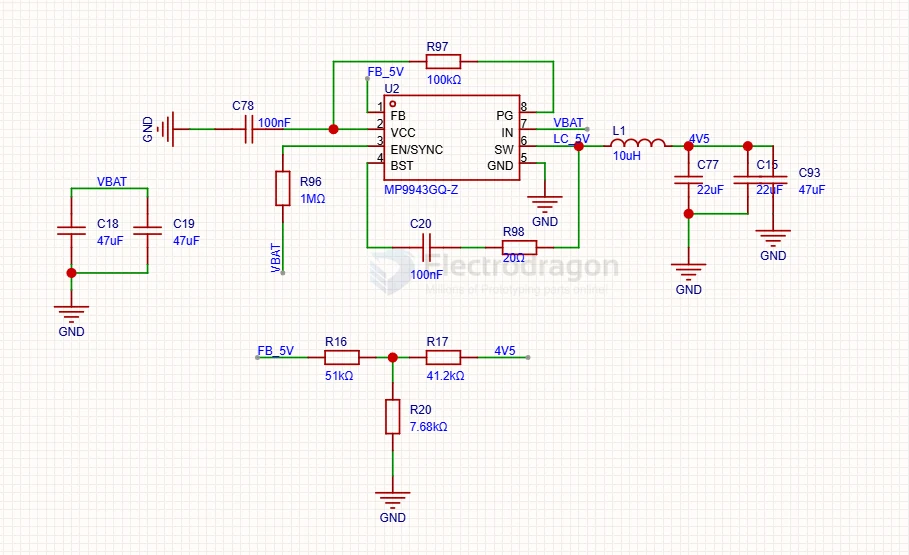 R97
100kΩ
FB_5V
U2
C78
100nF
GND
1
FB
2
VCC
3
EN/SYNC
4
BST
8
PG
7
IN
6
SW
5
GND
MP9943GQ-Z
VBAT
LC_5V
L1
10uH
4V5
C77
22uF
C15
22uF
C93
47uF
GND
GND
GND
R96
1MΩ
VBAT
C20
100nF
R98
20Ω
VBAT
C18
47uF
C19
47uF
GND
Electrodragon
FB_5V
R16
51kΩ
R17
41.2kΩ
4V5
R20
7.68kΩ
GND